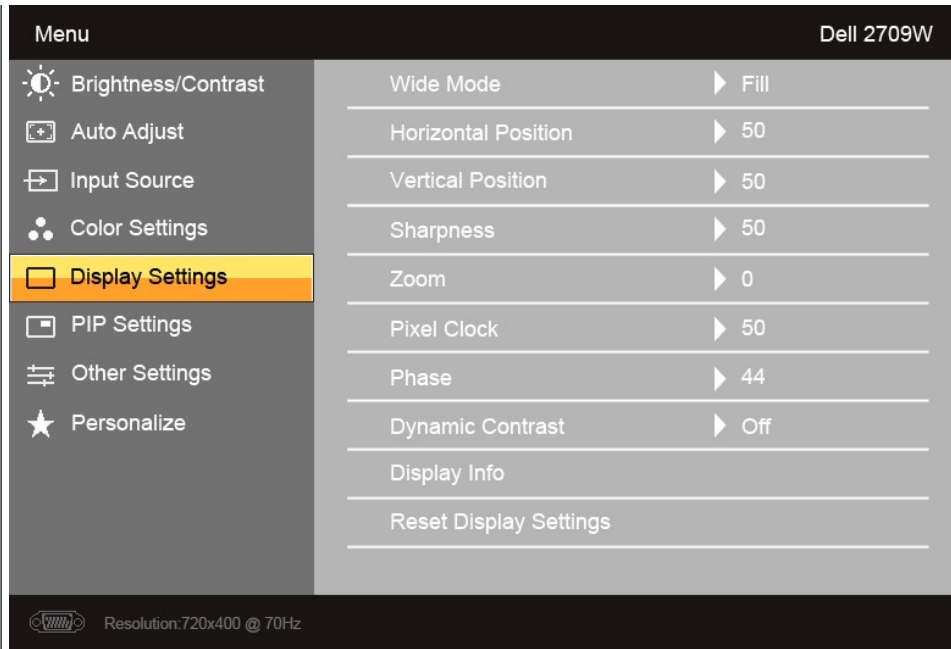 Menu Dell 2709W
Brightness/Contrast
Auto Adjust
Input Source
Color Settings
Display Settings
PIP Settings
Other Settings
Personalize
Wide Mode Fill
Horizontal Position 50
Vertical Position 50
Sharpness 50
Zoom 0
Pixel Clock 50
Phase 44
Dynamic Contrast Off
Display Info
Reset Display Settings
Resolution:720x400 @ 70Hz